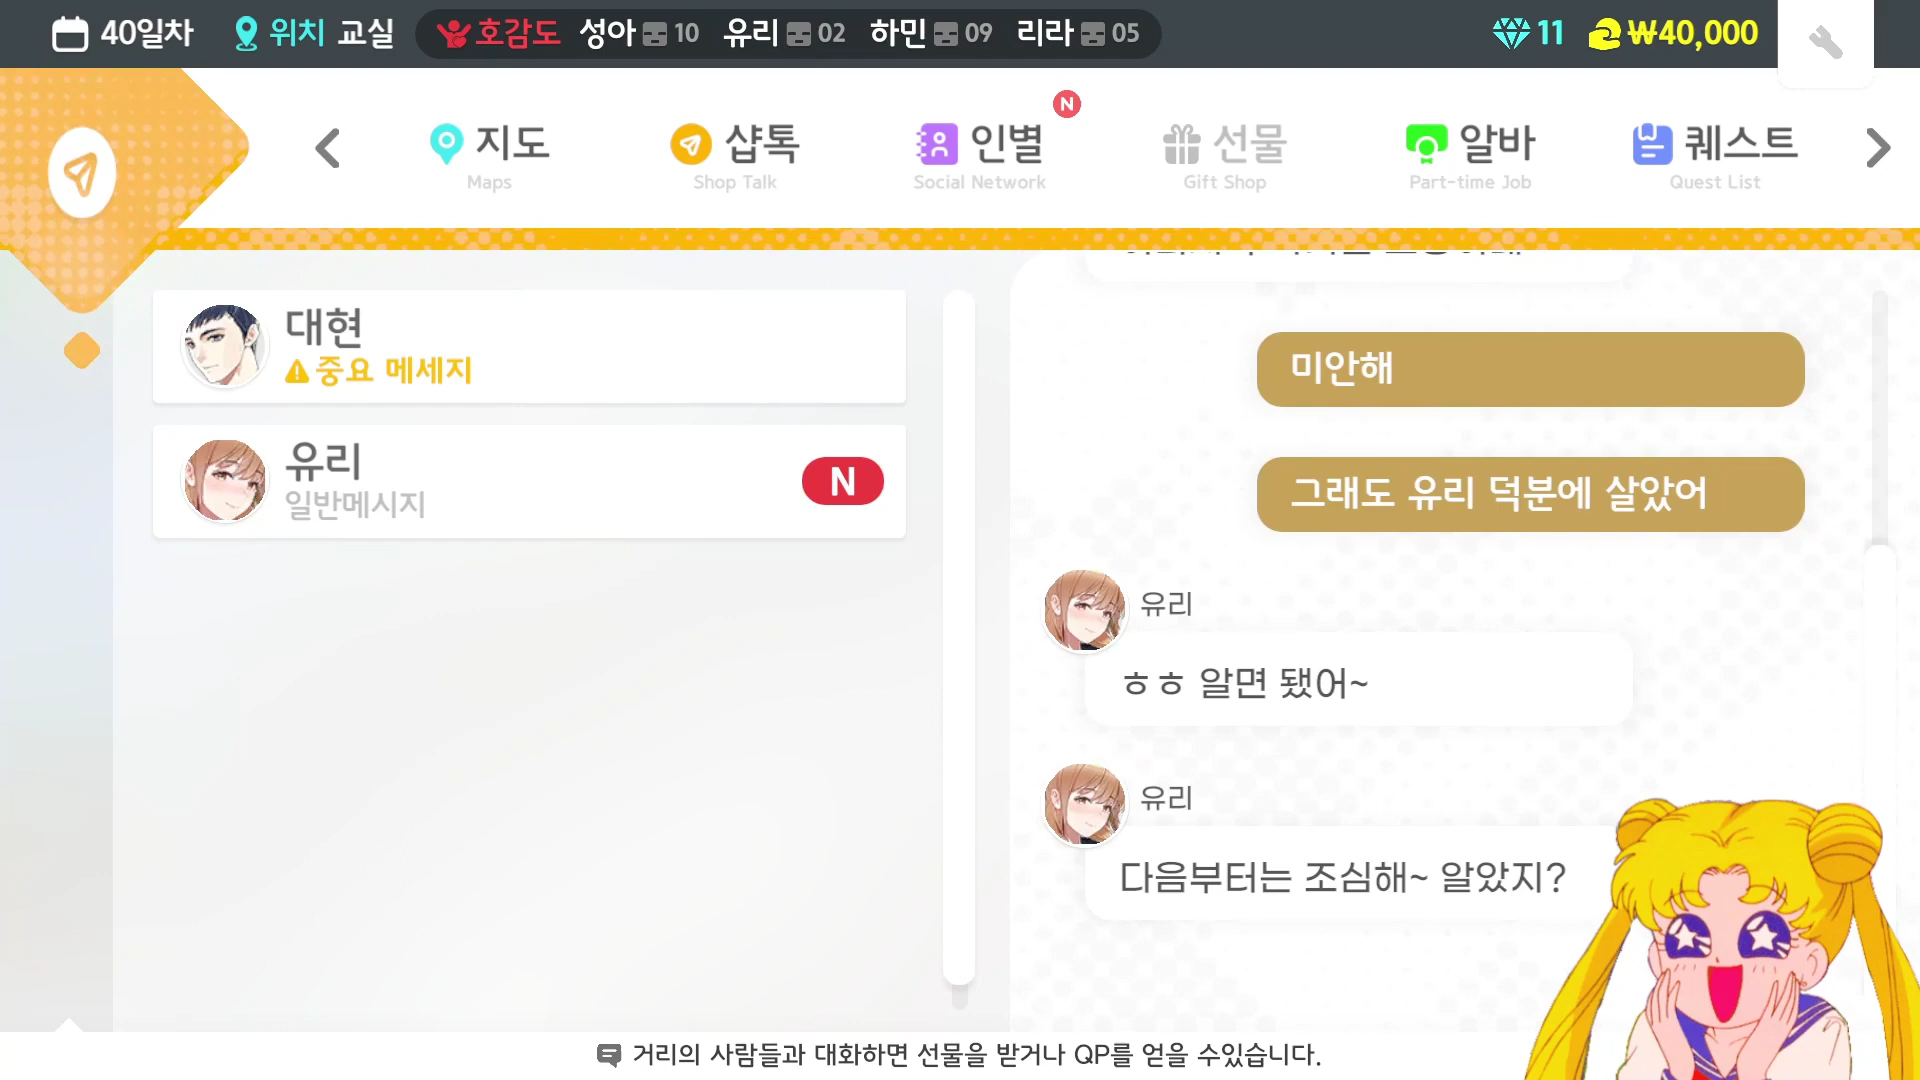 40일차 위치 교실 호감도 성아 10 유리 02 하민 09 리라 05 11 ₩40,000
N
지도 샵톡 인별 선물 알바 퀘스트
Maps Shop Talk Social Network Gift Shop Part-time Job Quest List
대현
중요 메세지
유리
일반메시지
N
미안해
그래도 유리 덕분에 살았어
유리
ㅎㅎ 알면 됐어~
유리
다음부터는 조심해~ 알았지?
거리의 사람들과 대화하면 선물을 받거나 QP를 얻을 수있습니다.